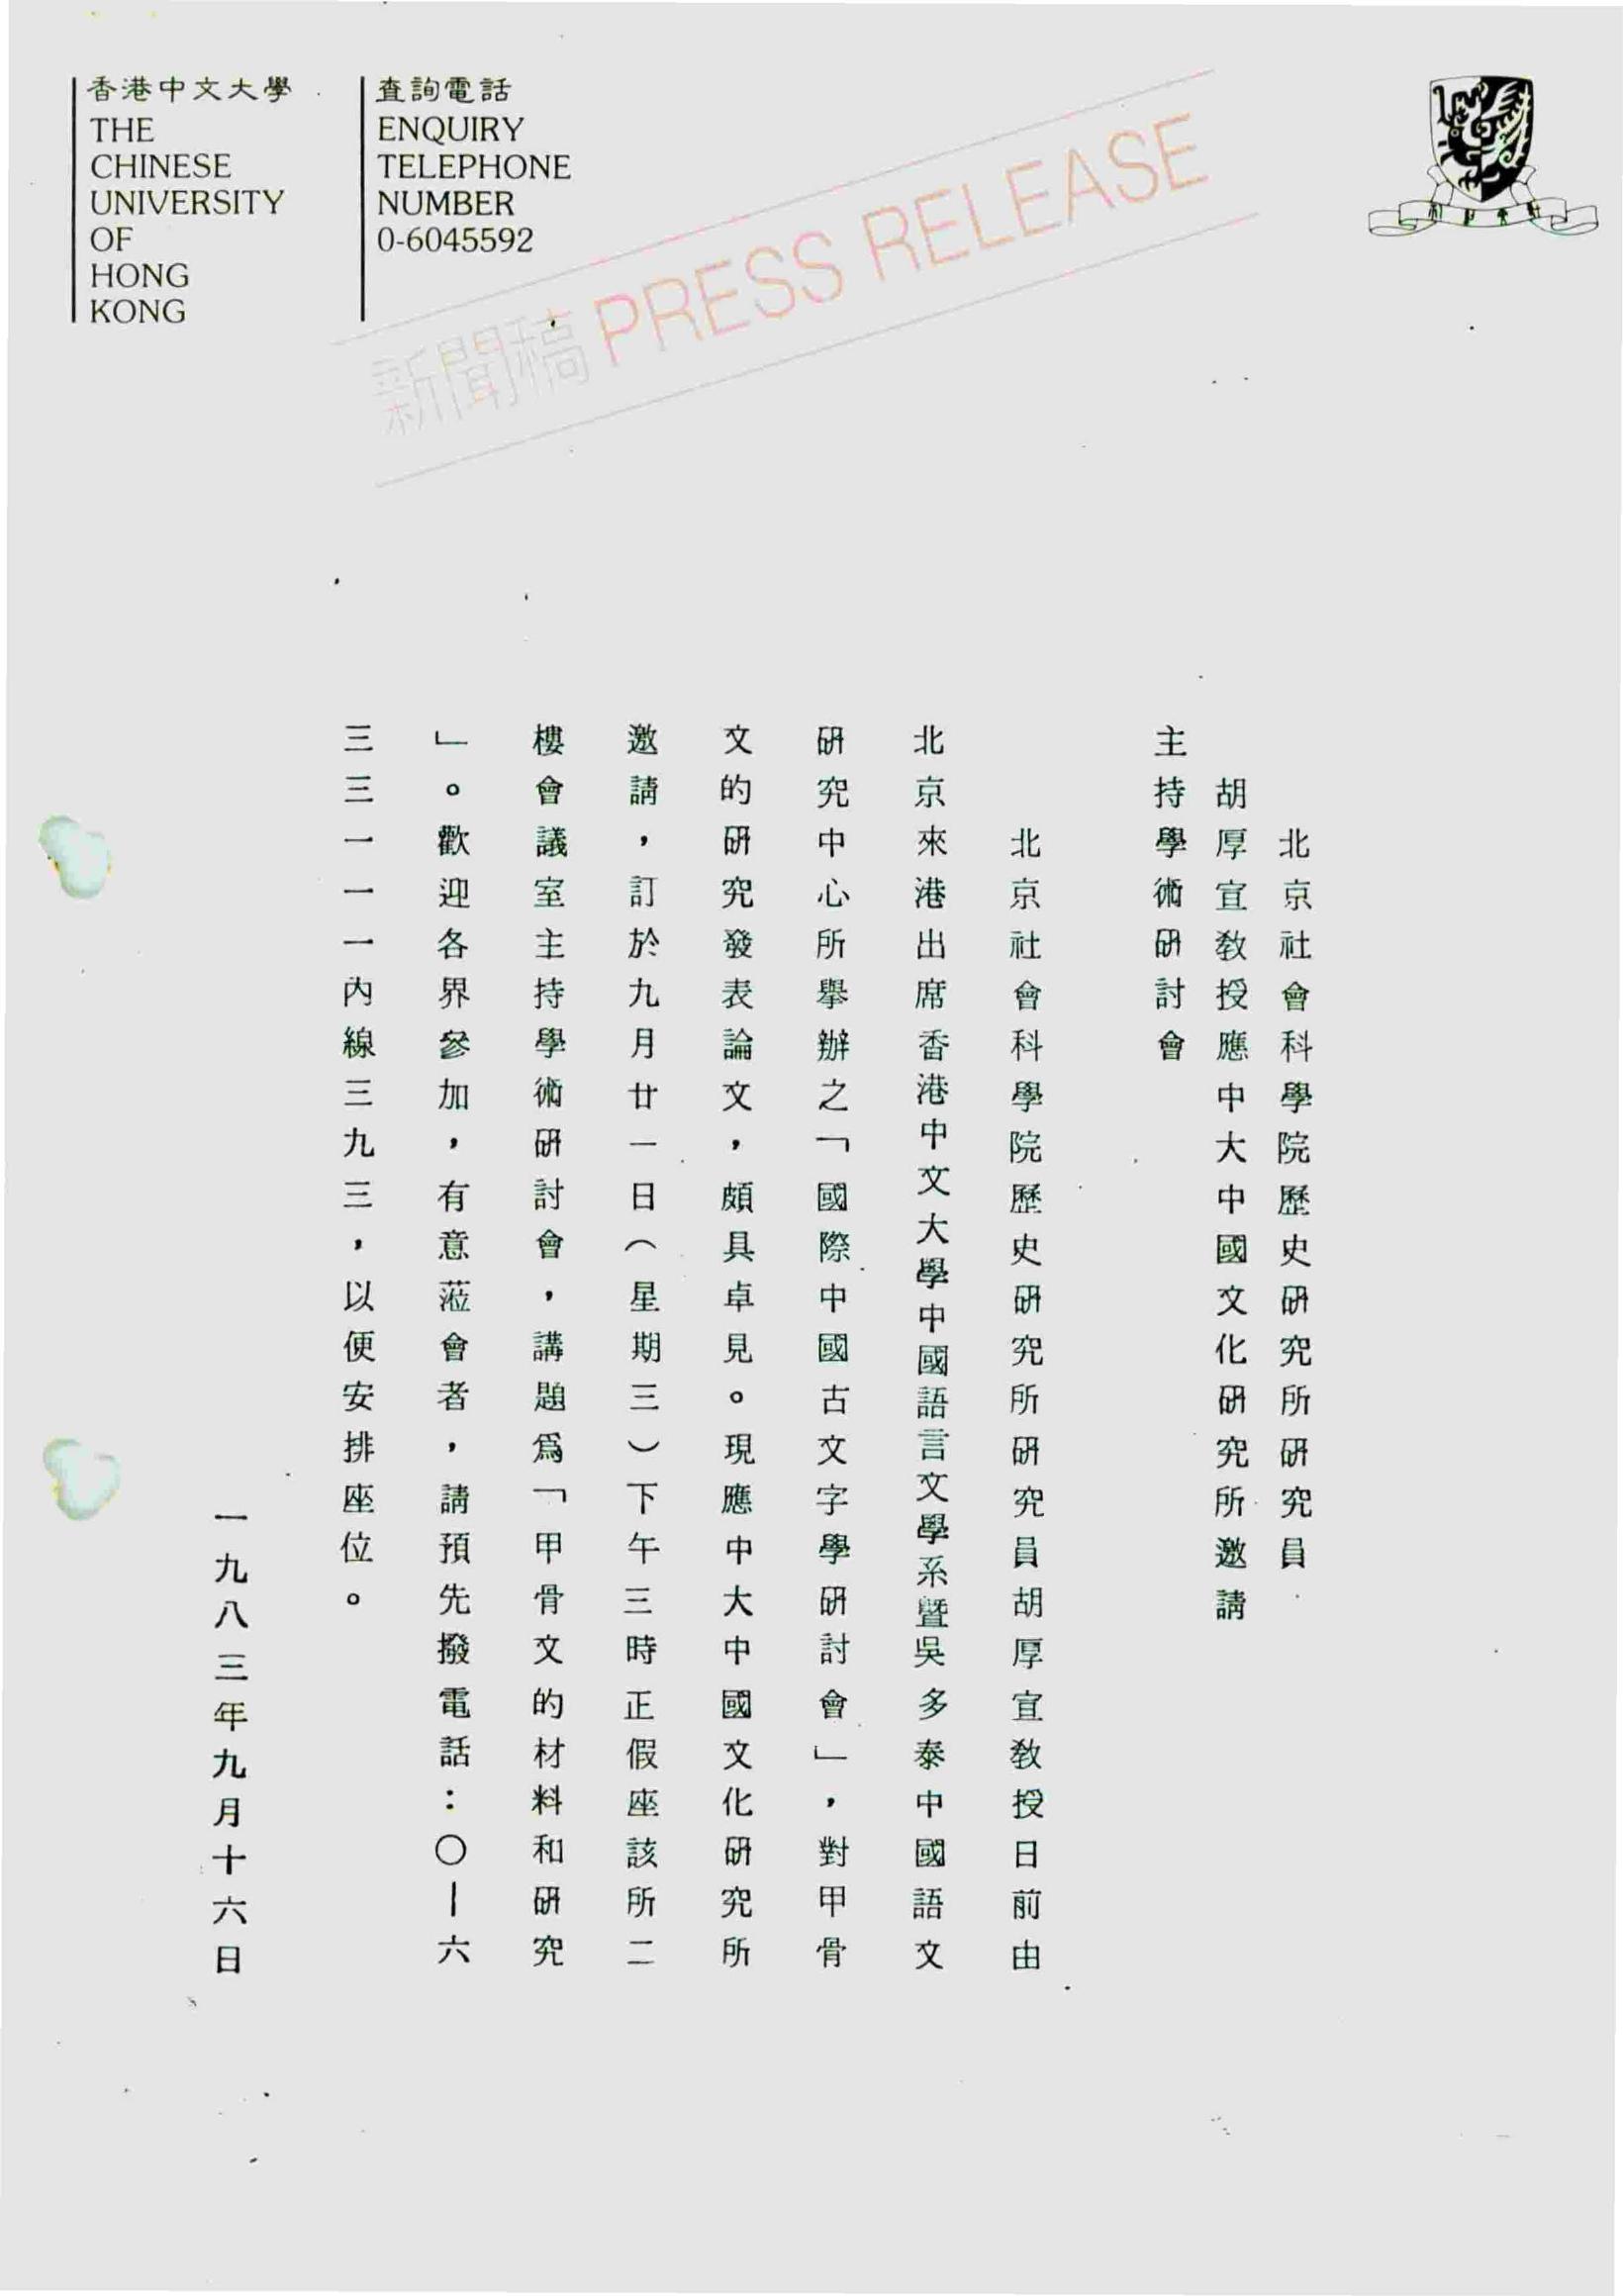 香港中文大學
THE
CHINESE
UNIVERSITY
OF
HONG
KONG
查詢電話
ENQUIRY
TELEPHONE
NUMBER
0-6045592
新聞稿 PRESS RELEASE
北京社會科學院歷史研究所研究員
胡厚宣教授應中大中國文化研究所邀請
主持學術研討會
北京社會科學院歷史研究所研究員胡厚宣教授日前由
北京來港出席香港中文大學中國語言文學系暨吳多泰中國語文
研究中心所舉辦之「國際中國古文字學研討會」，對甲骨
文的研究發表論文，頗具卓見。現應中大中國文化研究所
邀請，訂於九月廿一日（星期三）下午三時正假座該所二
樓會議室主持學術研討會，講題爲「甲骨文的材料和研究
」。歡迎各界參加，有意蒞會者，請預先撥電話：〇－六
三三一一一內線三九三，以便安排座位。
一九八三年九月十六日